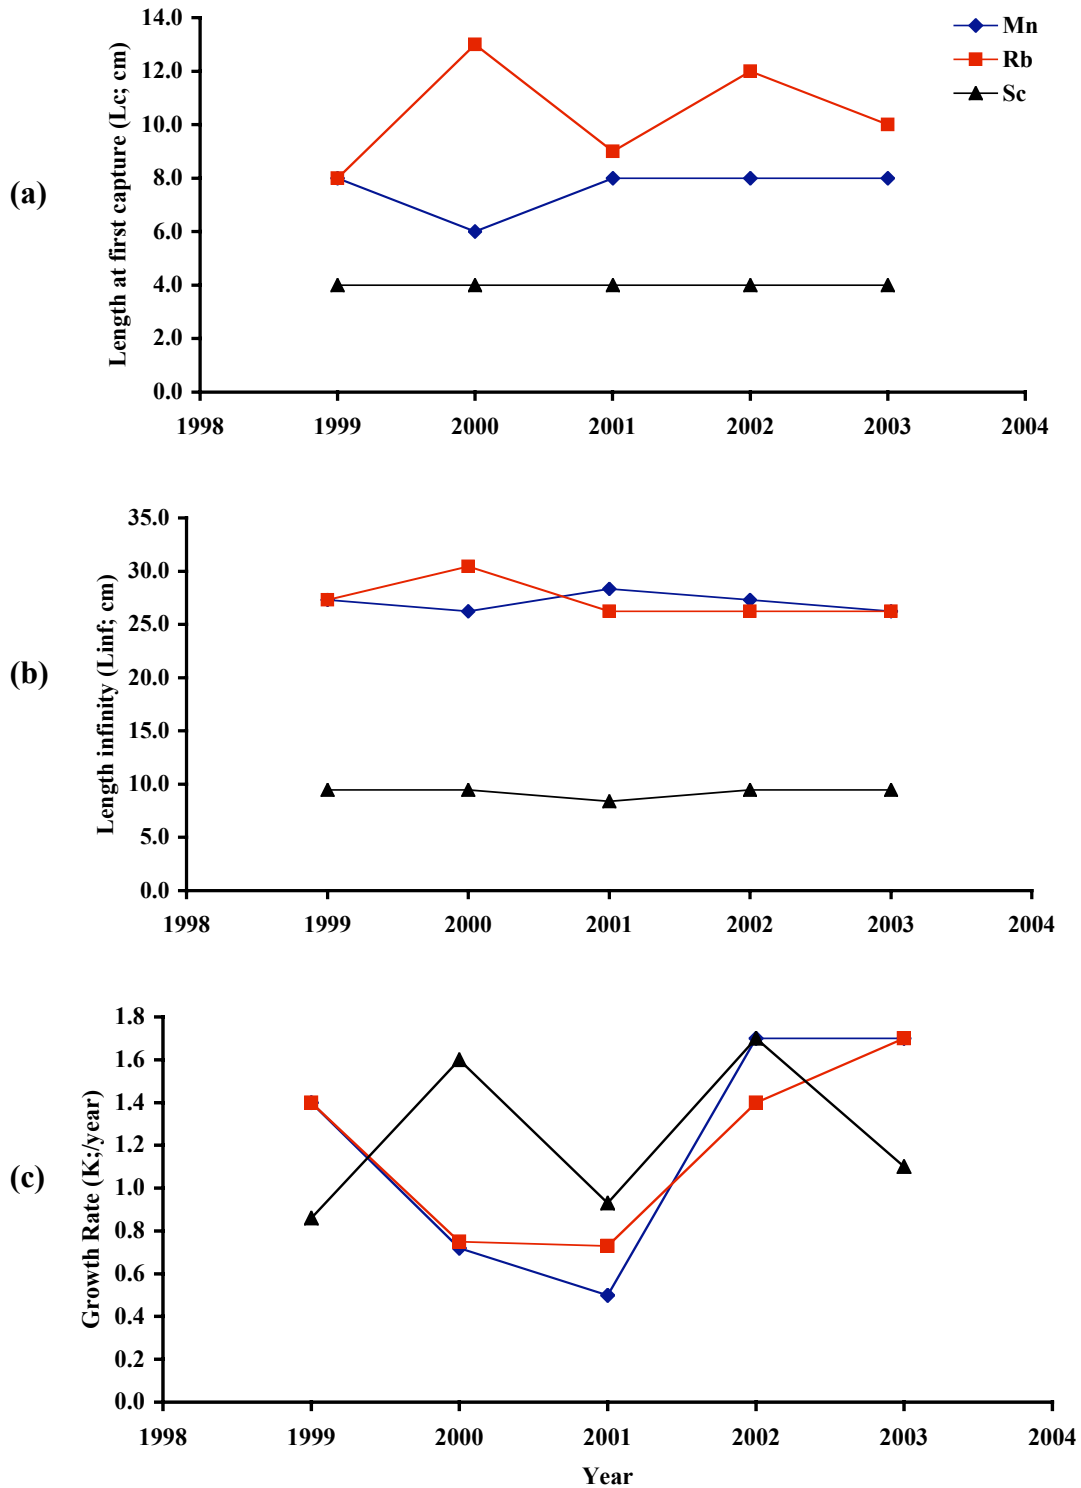 (a)
Length at first capture (Lc; cm)
14.0
12.0
10.0
8.0
6.0
4.0
2.0
0.0
1998 1999 2000 2001 2002 2003 2004
Mn
Rb
Sc
(b)
Length infinity (Linf; cm)
35.0
30.0
25.0
20.0
15.0
10.0
5.0
0.0
1998 1999 2000 2001 2002 2003 2004
(c)
Growth Rate (K;/year)
1.8
1.6
1.4
1.2
1.0
0.8
0.6
0.4
0.2
0.0
1998 1999 2000 2001 2002 2003 2004
Year